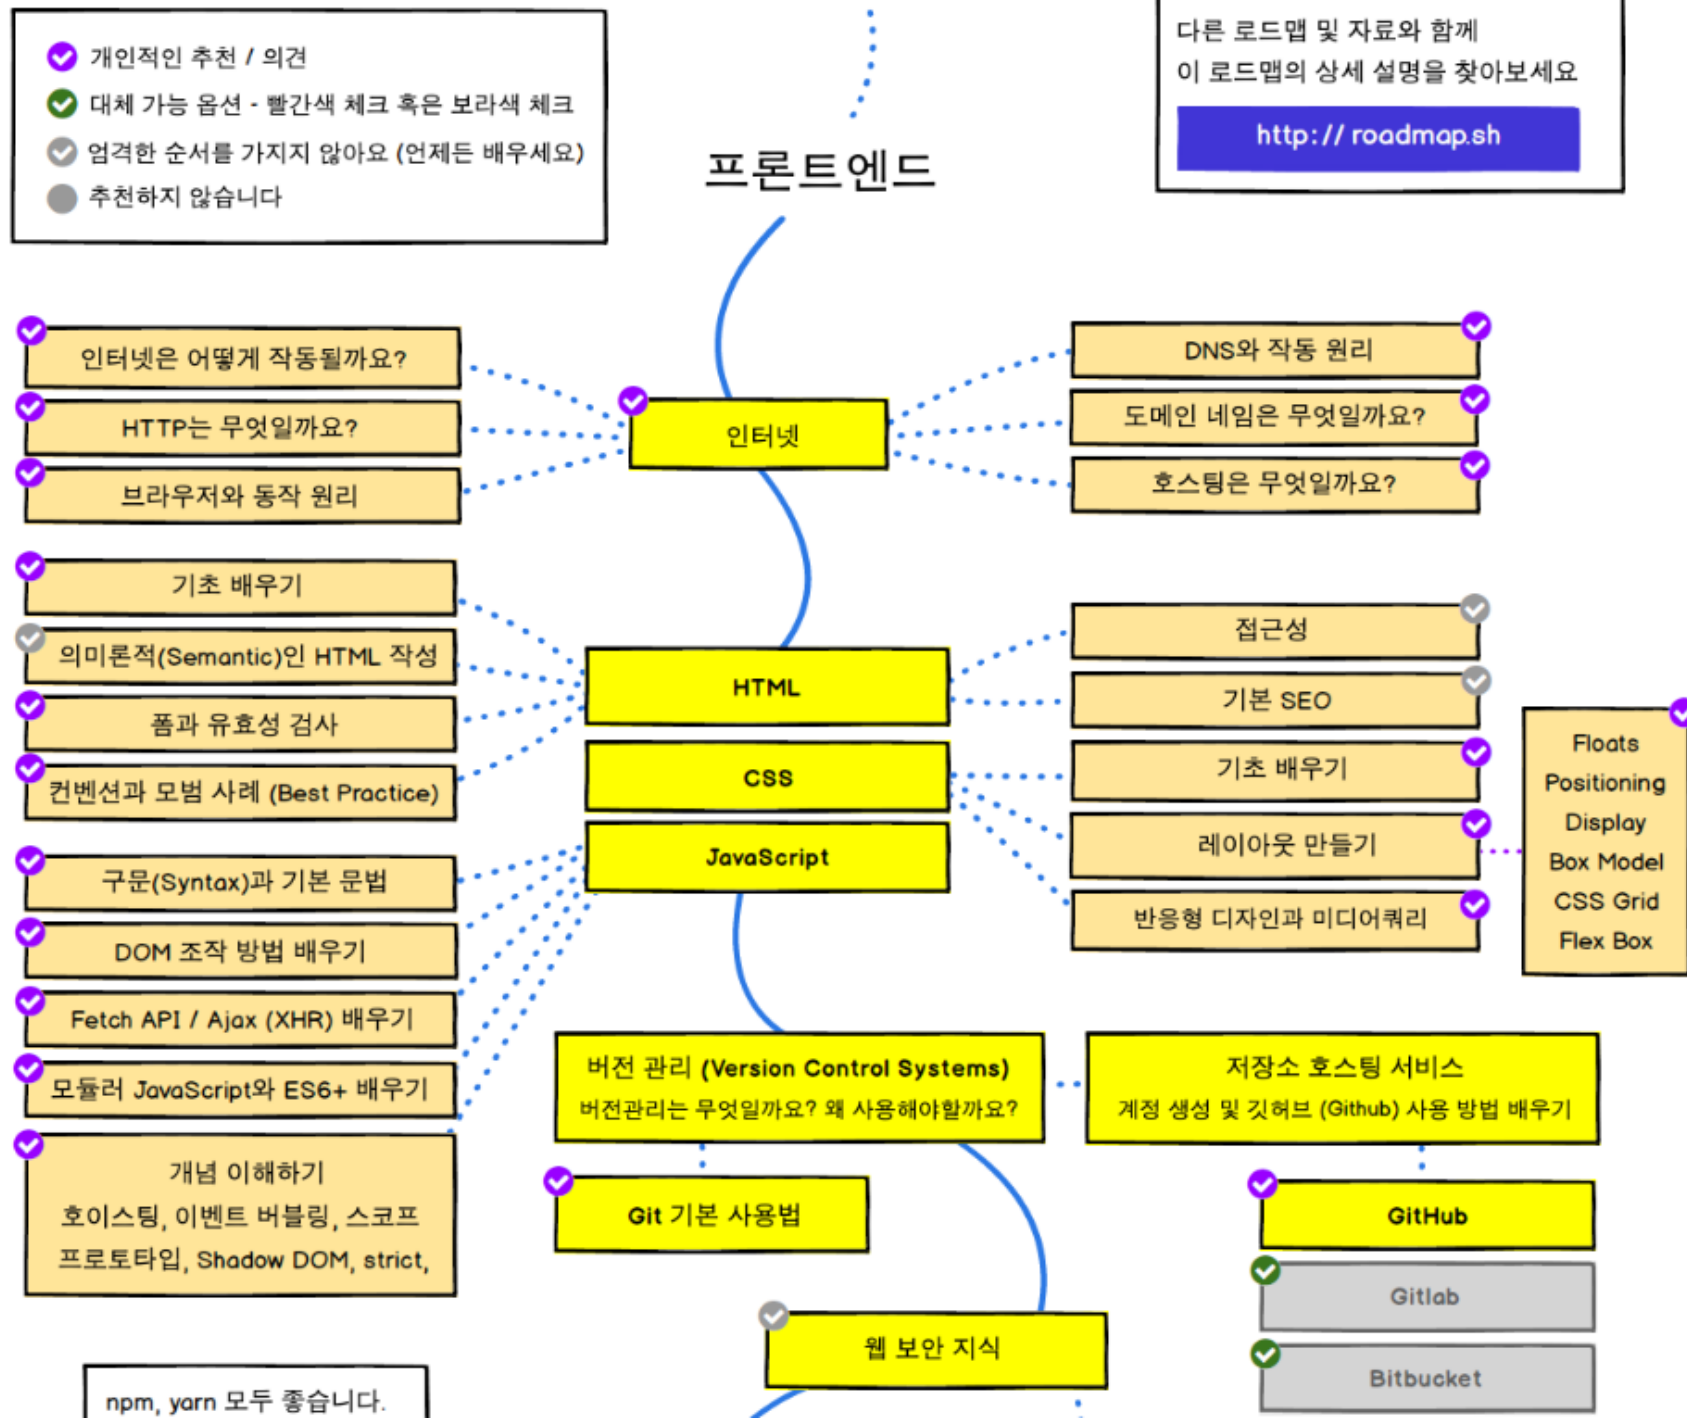 개인적인 추천 / 의견
대체 가능 옵션 - 빨간색 체크 혹은 보라색 체크
엄격한 순서를 가지지 않아요 (언제든 배우세요)
추천하지 않습니다
다른 로드맵 및 자료와 함께
이 로드맵의 상세 설명을 찾아보세요
http://roadmap.sh
프론트엔드
인터넷은 어떻게 작동될까요?
HTTP는 무엇일까요?
브라우저와 동작 원리
인터넷
DNS와 작동 원리
도메인 네임은 무엇일까요?
호스팅은 무엇일까요?
기초 배우기
의미론적(Semantic)인 HTML 작성
폼과 유효성 검사
컨벤션과 모범 사례 (Best Practice)
HTML
CSS
JavaScript
접근성
기본 SEO
기초 배우기
레이아웃 만들기
반응형 디자인과 미디어쿼리
Floats
Positioning
Display
Box Model
CSS Grid
Flex Box
구문(Syntax)과 기본 문법
DOM 조작 방법 배우기
Fetch API / Ajax (XHR) 배우기
모듈러 JavaScript와 ES6+ 배우기
개념 이해하기
호이스팅, 이벤트 버블링, 스코프
프로토타입, Shadow DOM, strict,
버전 관리 (Version Control Systems)
버전관리는 무엇일까요? 왜 사용해야할까요?
저장소 호스팅 서비스
계정 생성 및 깃허브 (Github) 사용 방법 배우기
Git 기본 사용법
GitHub
Gitlab
Bitbucket
웹 보안 지식
npm, yarn 모두 좋습니다.